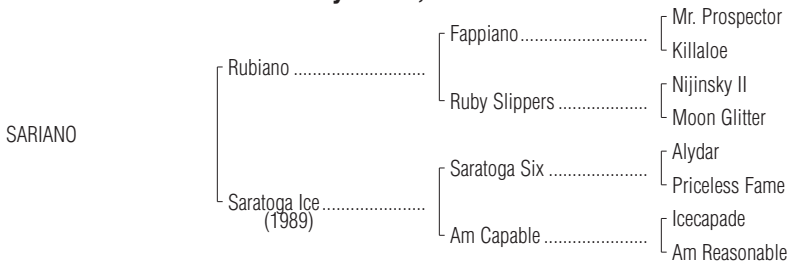 Mr. Prospector
Fappiano
Killaloe
Rubiano
Nijinsky II
Ruby Slippers
Moon Glitter
SARIANO
Alydar
Saratoga Six
Priceless Fame
Saratoga Ice
(1989)
Icecapade
Am Capable
Am Reasonable